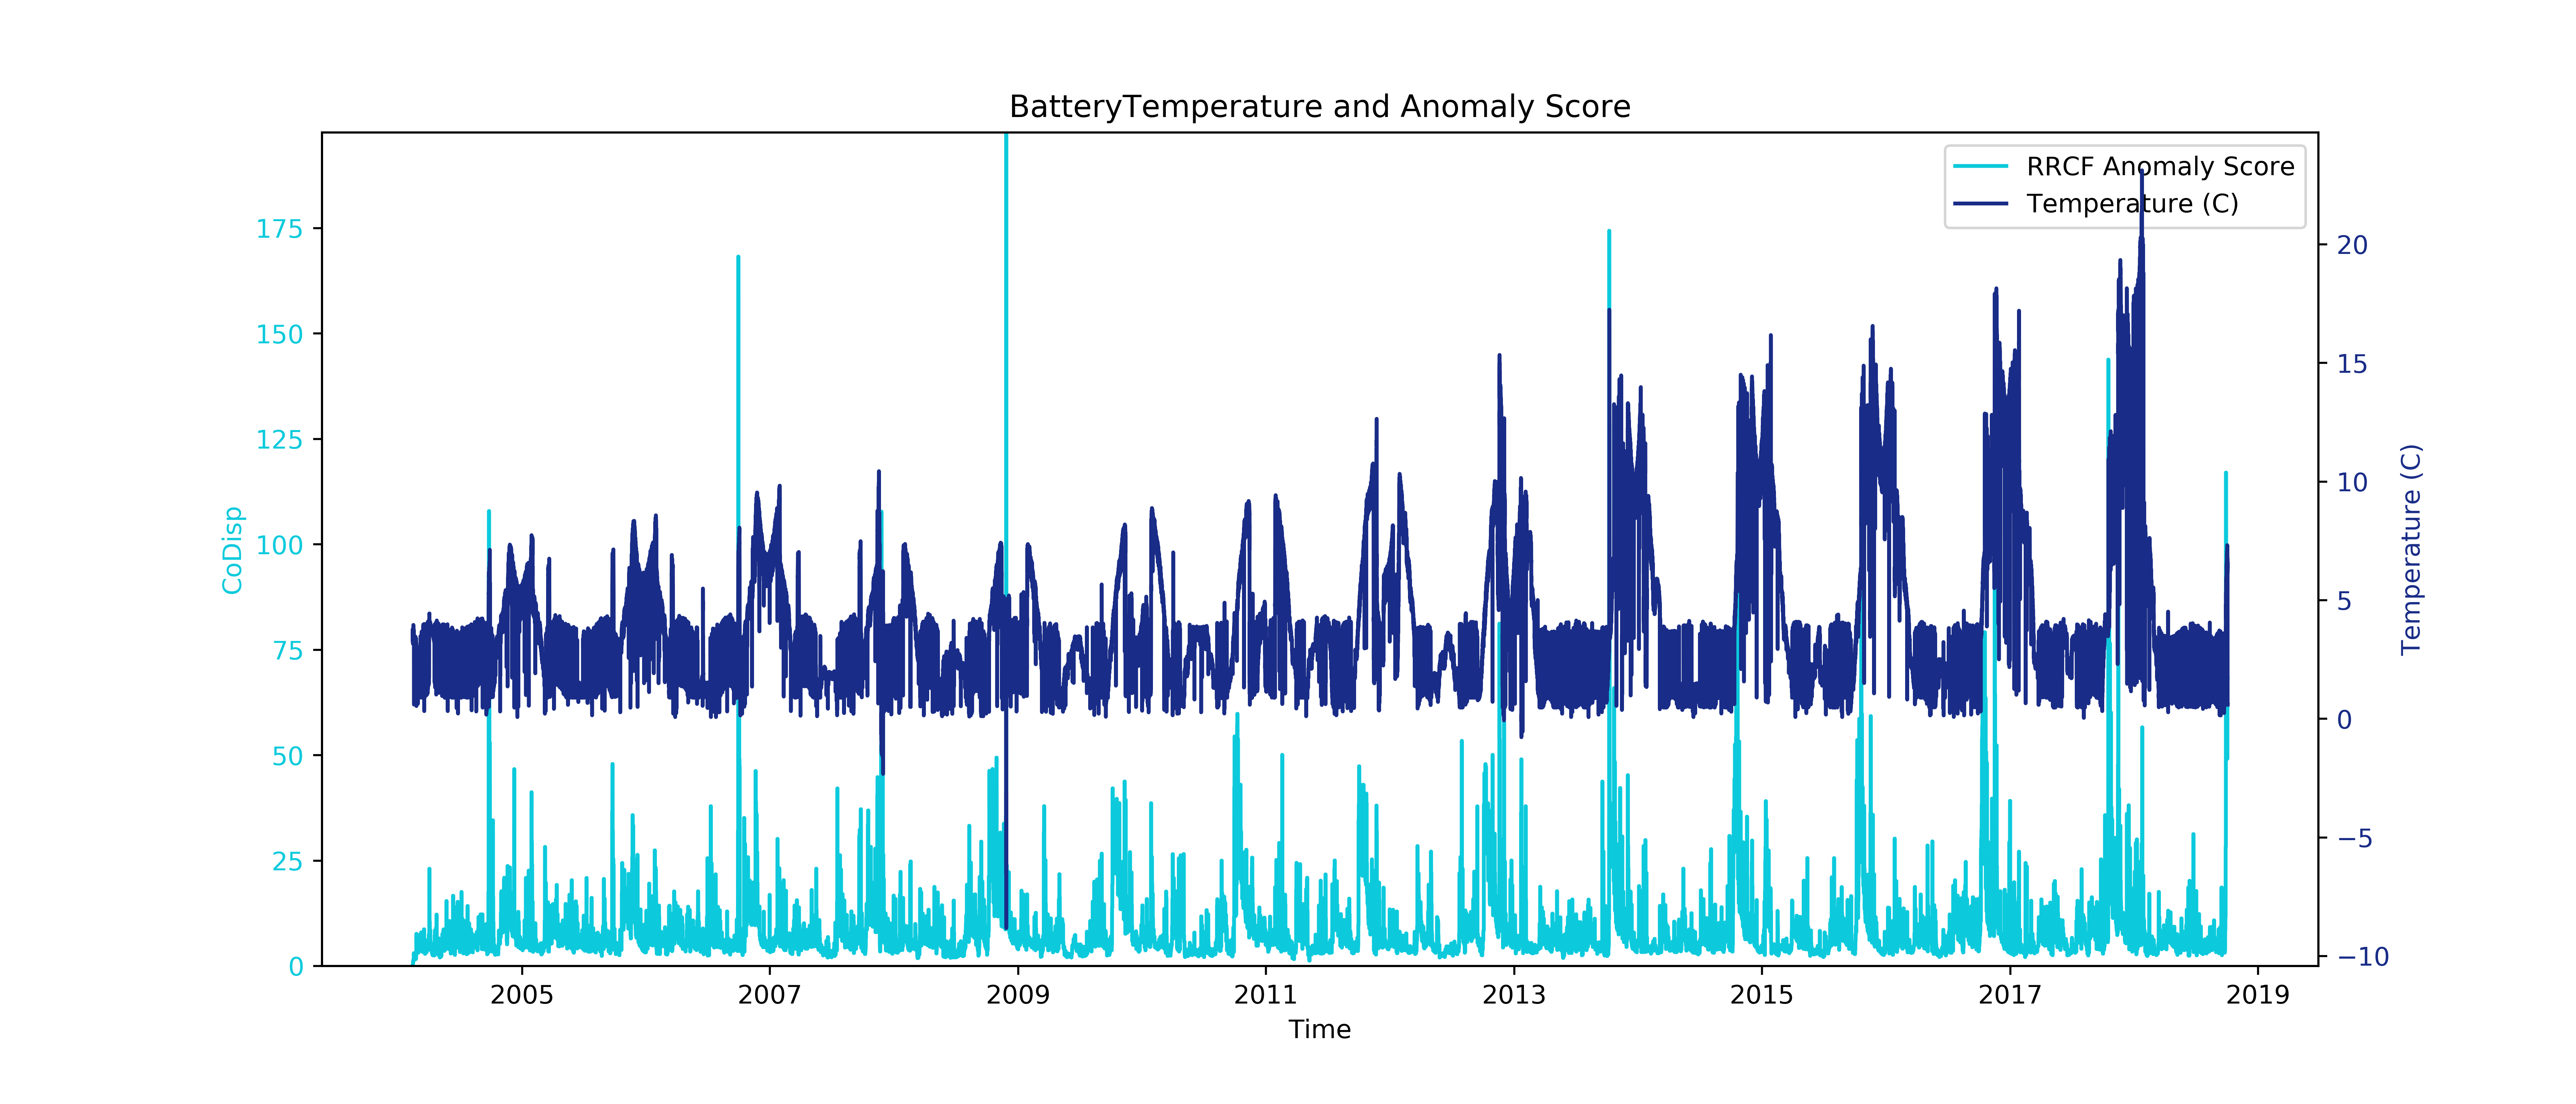 BatteryTemperature and Anomaly Score
RRCF Anomaly Score
Temperature (C)
CoDisp
175
150
125
100
75
50
25
0
20
15
10
5
0
−5
−10
Temperature (C)
2005 2007 2009 2011 2013 2015 2017 2019
Time